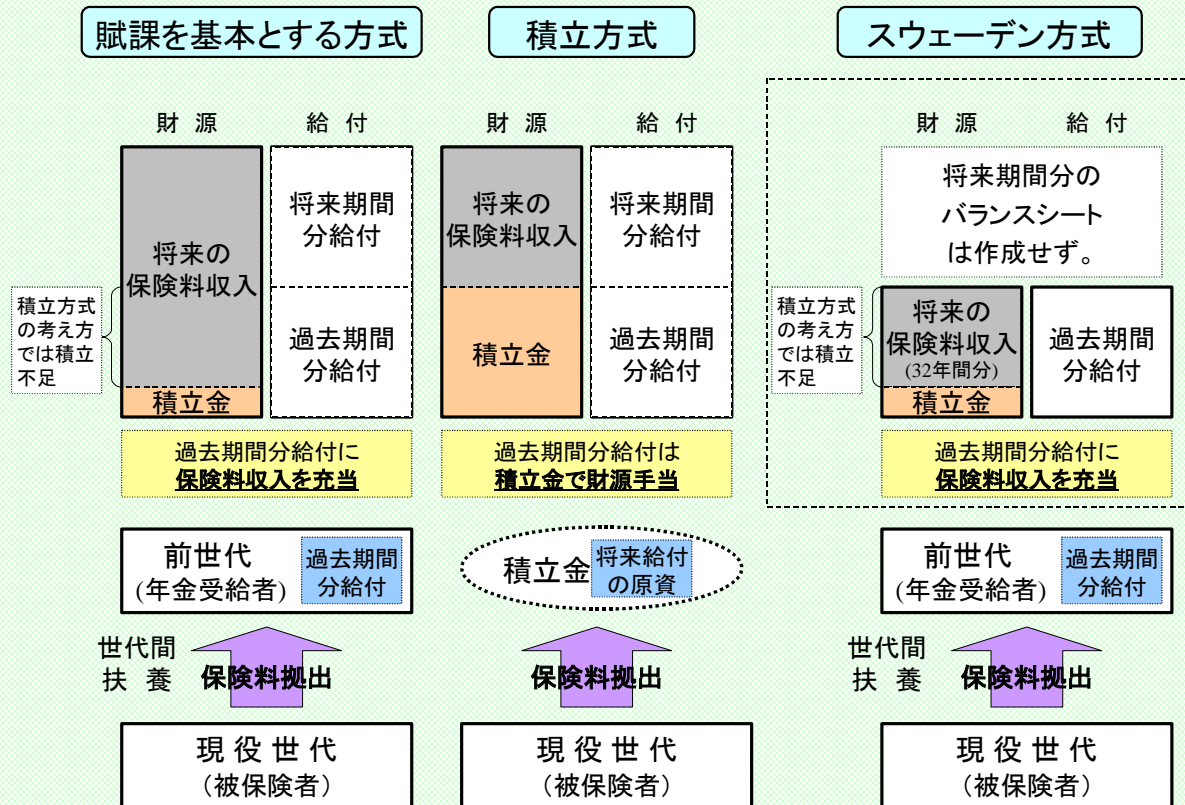 賦課を基本とする方式
財 源
給 付
将来の
保険料収入
積立金
将来期間
分給付
過去期間
分給付
積立方式
の考え方
では積立
不足
過去期間分給付に
保険料収入を充当
前世代
(年金受給者)
過去期間
分給付
世代間
扶 養
保険料拠出
現 役 世 代
（被保険者）
積立方式
財 源
給 付
将来の
保険料収入
積立金
将来期間
分給付
過去期間
分給付
過去期間分給付は
積立金で財源手当
積立金
将来給付
の原資
保険料拠出
現 役 世 代
（被保険者）
スウェーデン方式
財 源
給 付
将来期間分の
バランスシート
は作成せず。
積立方式
の考え方
では積立
不足
将来の
保険料収入
(32年間分)
積立金
過去期間
分給付
過去期間分給付に
保険料収入を充当
前世代
(年金受給者)
過去期間
分給付
世代間
扶 養
保険料拠出
現 役 世 代
（被保険者）